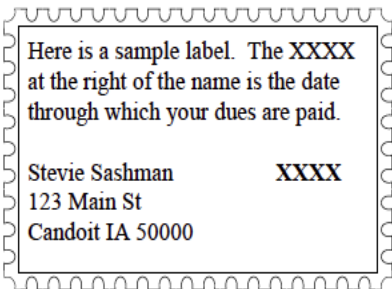 Here is a sample label.  The XXXX
at the right of the name is the date
through which your dues are paid.
Stevie Sashman XXXX
123 Main St
Candoit IA 50000